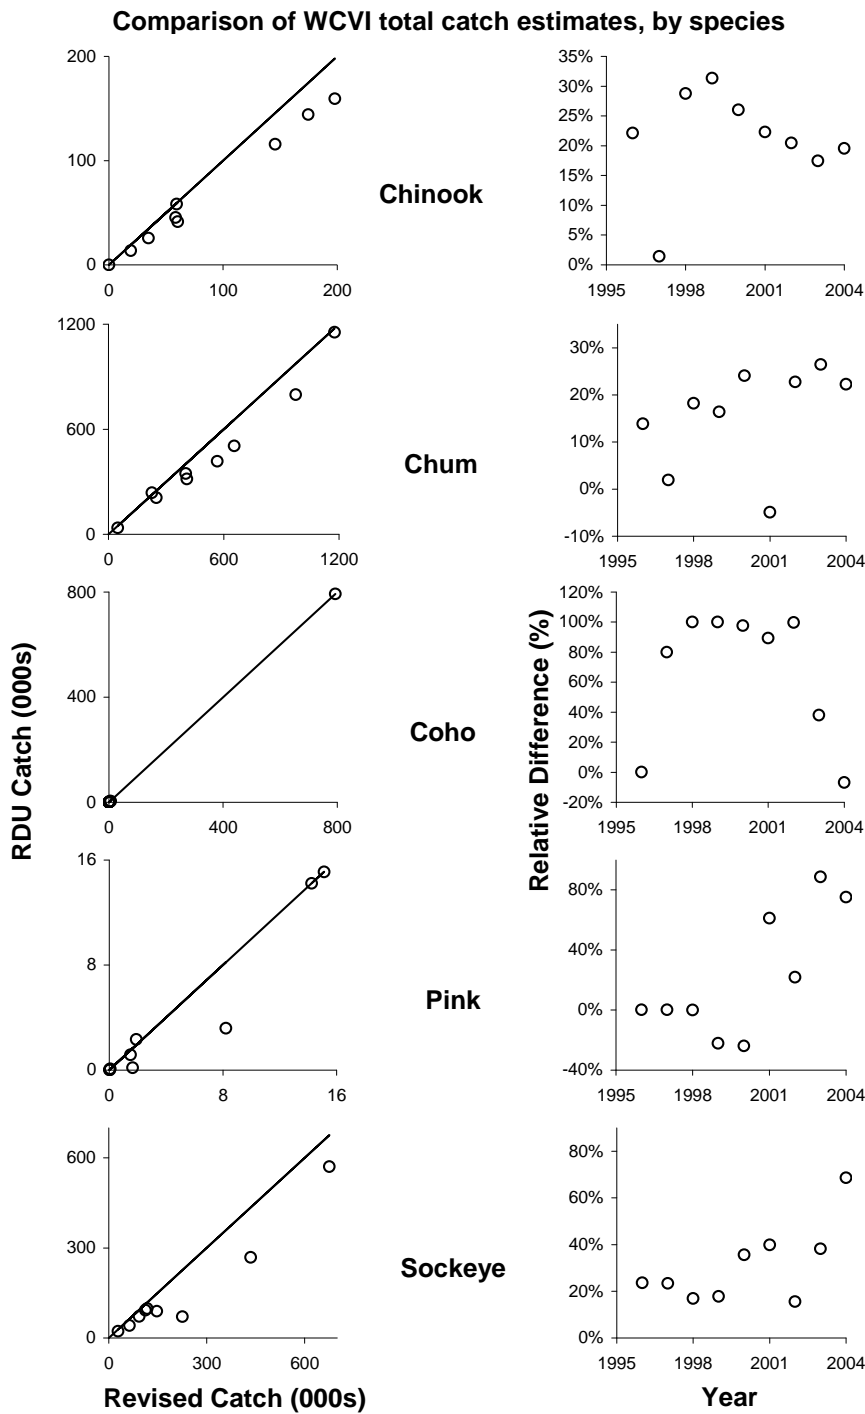 Comparison of WCVI total catch estimates, by species
200
100
0
0 100 200
Chinook
35%
30%
25%
20%
15%
10%
5%
0%
1995 1998 2001 2004
1200
600
0
0 600 1200
Chum
30%
20%
10%
0%
-10%
1995 1998 2001 2004
800
400
0
0 400 800
Coho
120%
100%
80%
60%
40%
20%
0%
-20%
1995 1998 2001 2004
RDU Catch (000s)
Relative Difference (%)
16
8
0
0 8 16
Pink
80%
40%
0%
-40%
1995 1998 2001 2004
600
300
0
0 300 600
Sockeye
80%
60%
40%
20%
0%
1995 1998 2001 2004
Revised Catch (000s)
Year